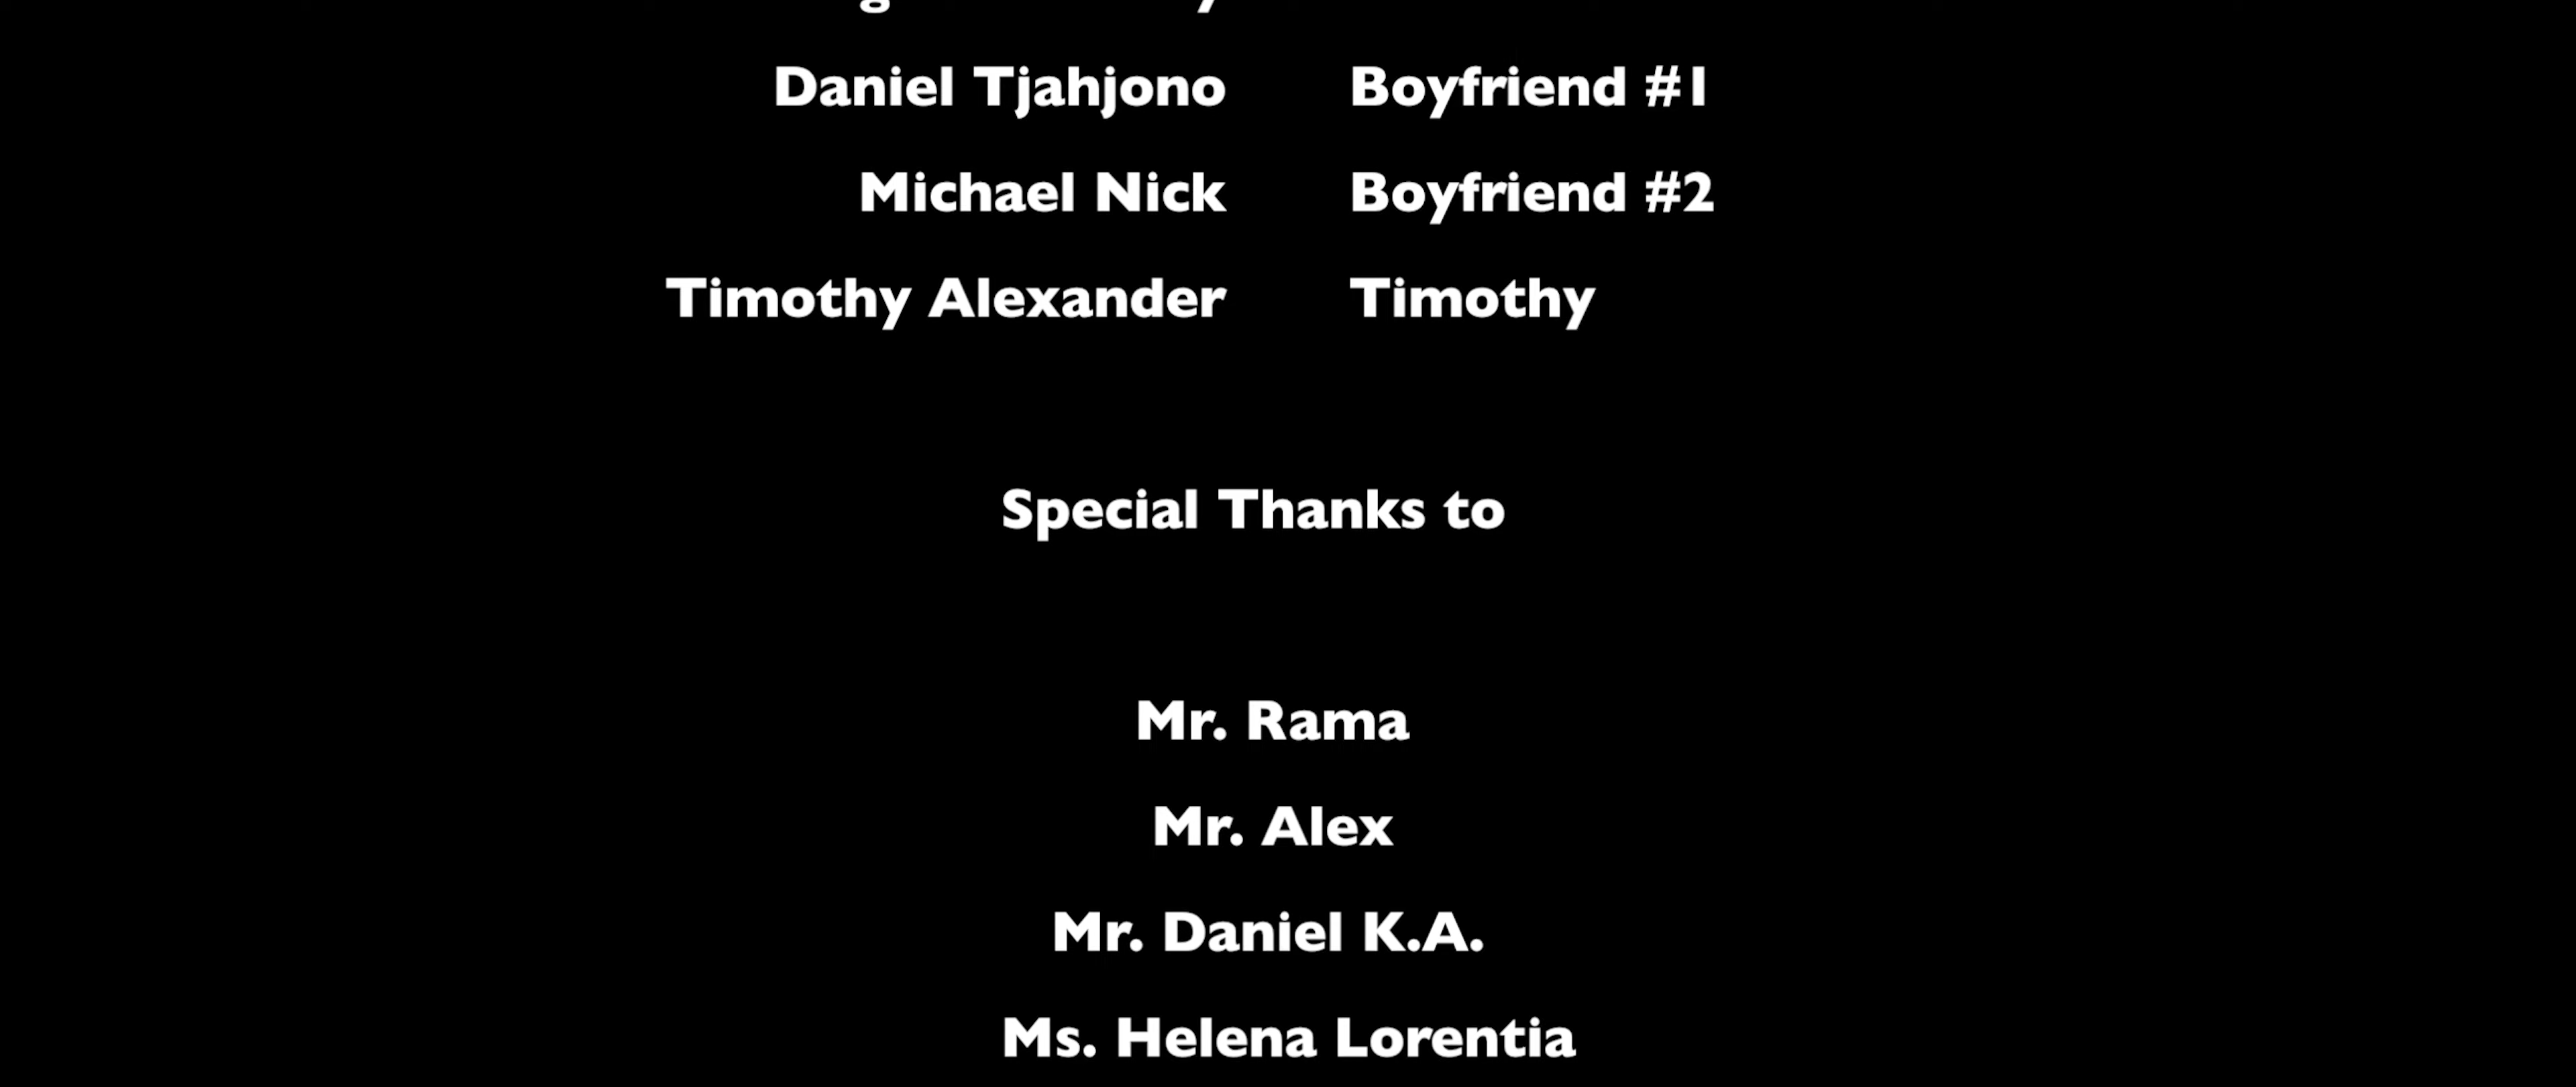 Daniel Tjahjono Boyfriend #1
Michael Nick Boyfriend #2
Timothy Alexander Timothy
Special Thanks to
Mr. Rama
Mr. Alex
Mr. Daniel K.A.
Ms. Helena Lorentia